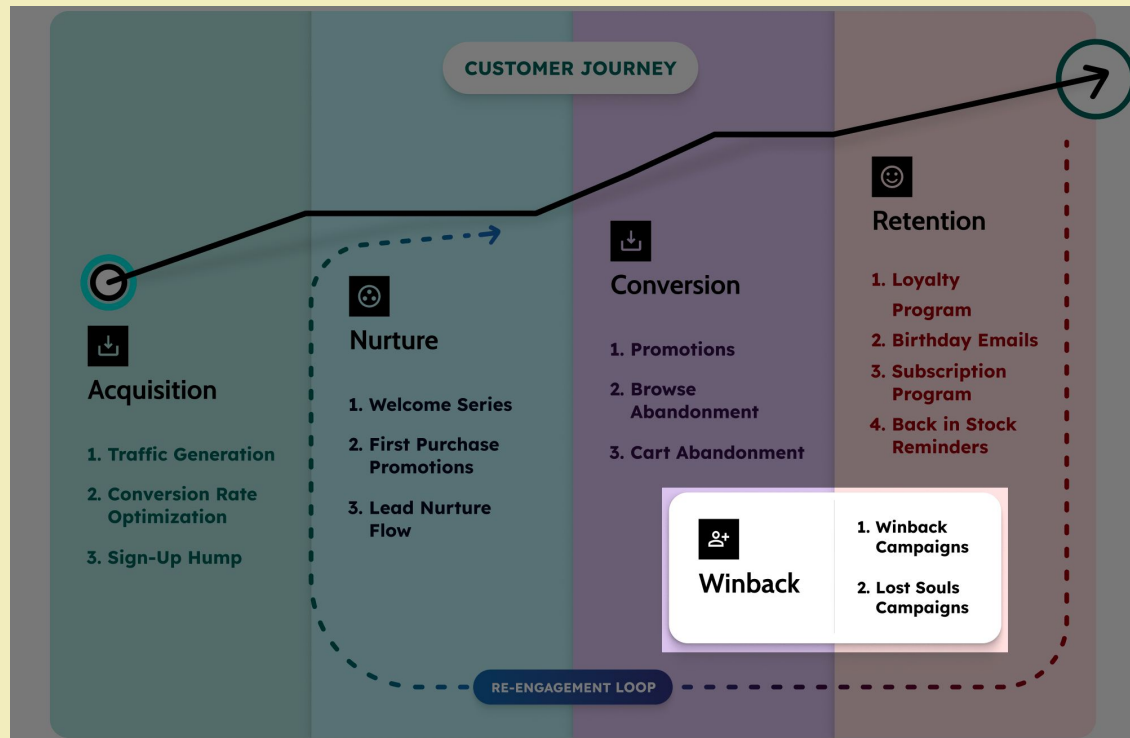 CUSTOMER JOURNEY
Acquisition
1. Traffic Generation
2. Conversion Rate
Optimization
3. Sign-Up Hump
Nurture
1. Welcome Series
2. First Purchase
Promotions
3. Lead Nurture
Flow
Conversion
1. Promotions
2. Browse
Abandonment
3. Cart Abandonment
Retention
1. Loyalty
Program
2. Birthday Emails
3. Subscription
Program
4. Back in Stock
Reminders
Winback
1. Winback
Campaigns
2. Lost Souls
Campaigns
RE-ENGAGEMENT LOOP